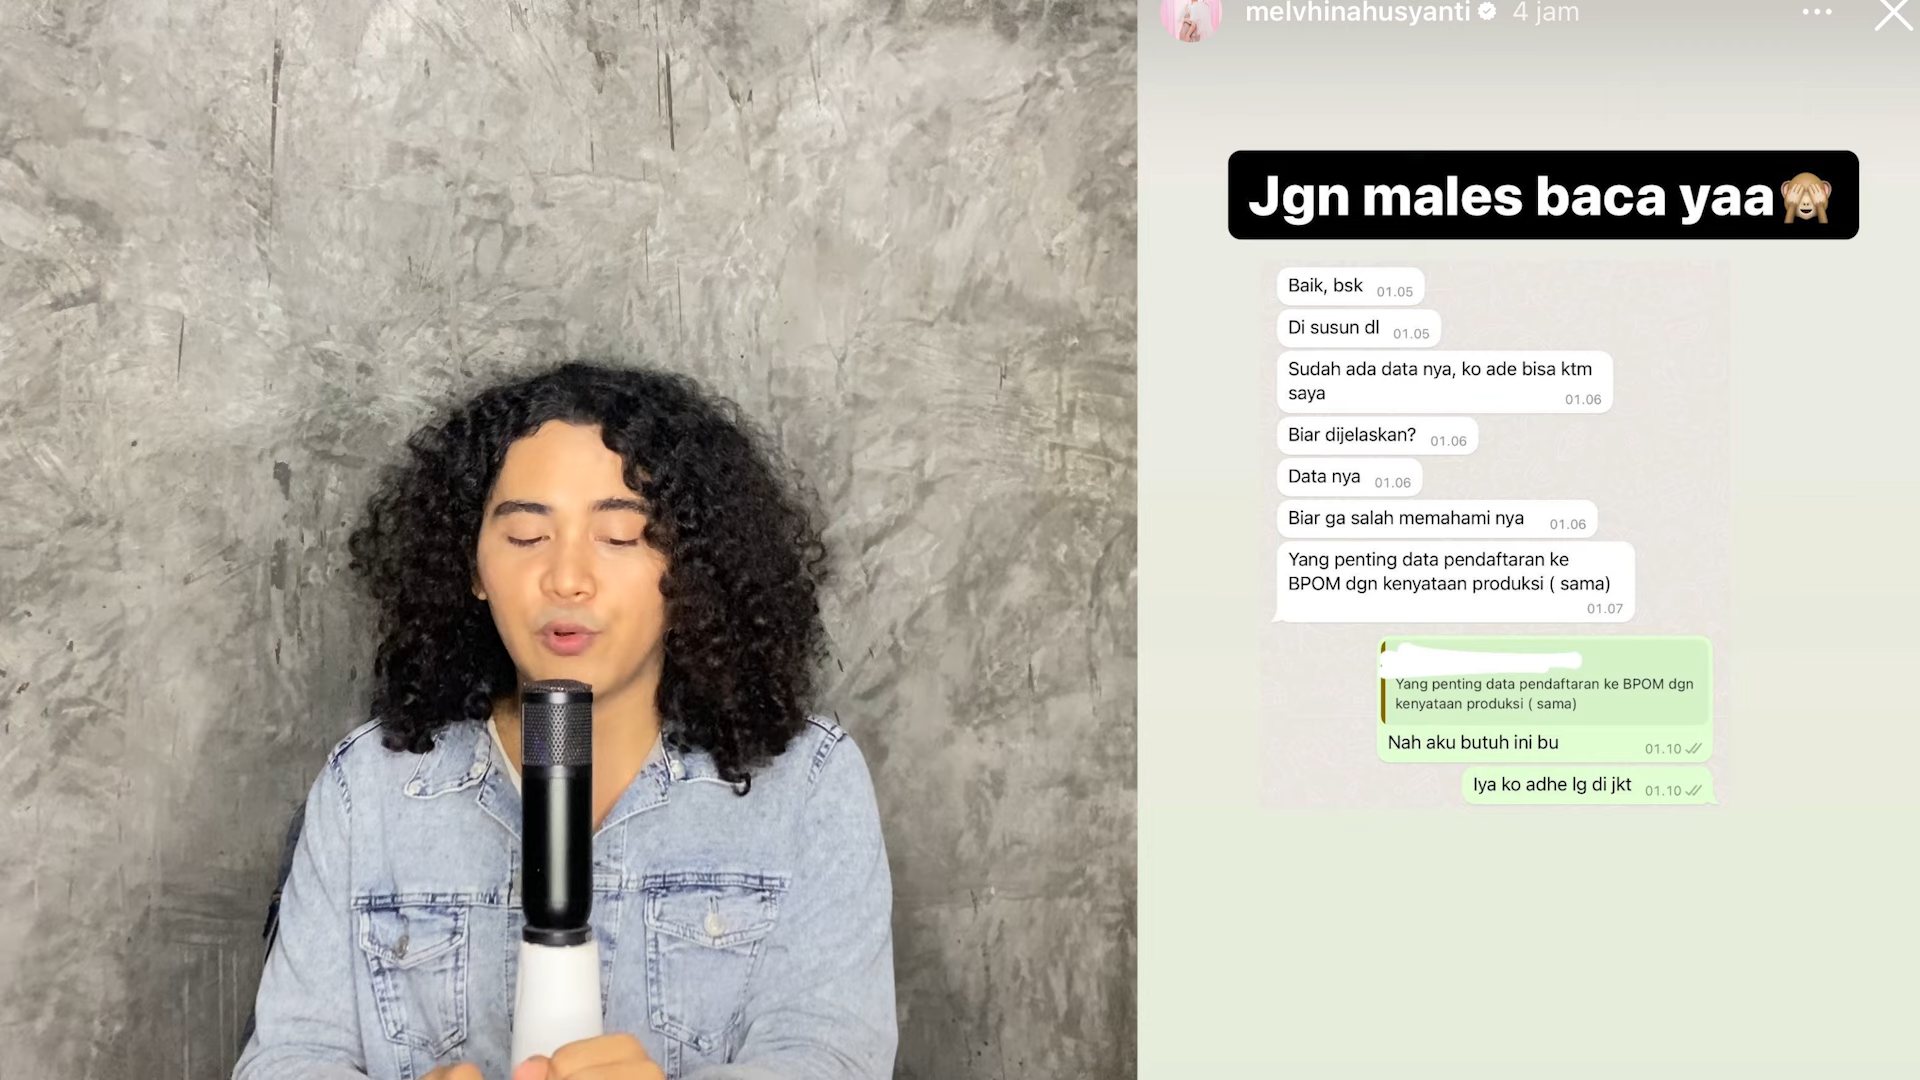 melvhinahusyanti 4 jam
Jgn males baca yaa🙈
Baik, bsk 01.05
Di susun dl 01.05
Sudah ada data nya, ko ade bisa ktm
saya 01.06
Biar dijelaskan? 01.06
Data nya 01.06
Biar ga salah memahami nya 01.06
Yang penting data pendaftaran ke
BPOM dgn kenyataan produksi ( sama)
01.07
Yang penting data pendaftaran ke BPOM dgn
kenyataan produksi ( sama)
Nah aku butuh ini bu 01.10
Iya ko adhe lg di jkt 01.10